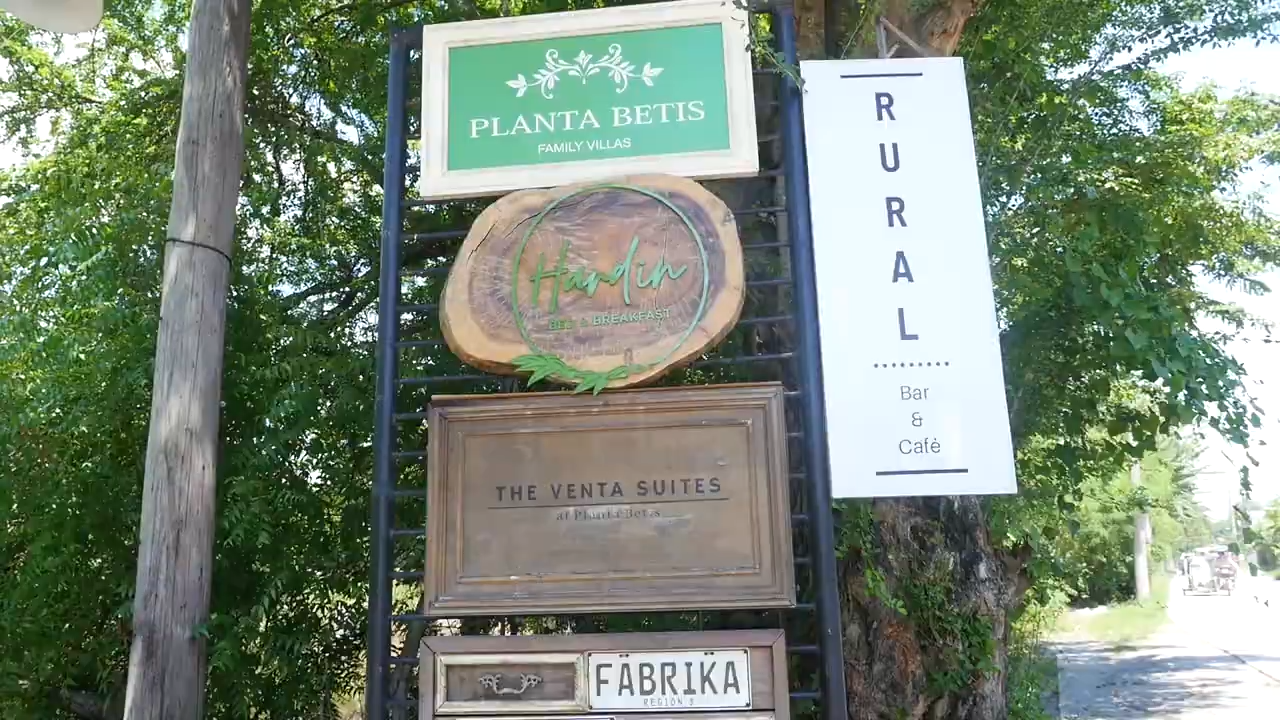 PLANTA BETIS
FAMILY VILLAS
Hardin
BED & BREAKFAST
THE VENTA SUITES
at Planta Betis
FABRIKA
REGION 3
RURAL
Bar
&
Café